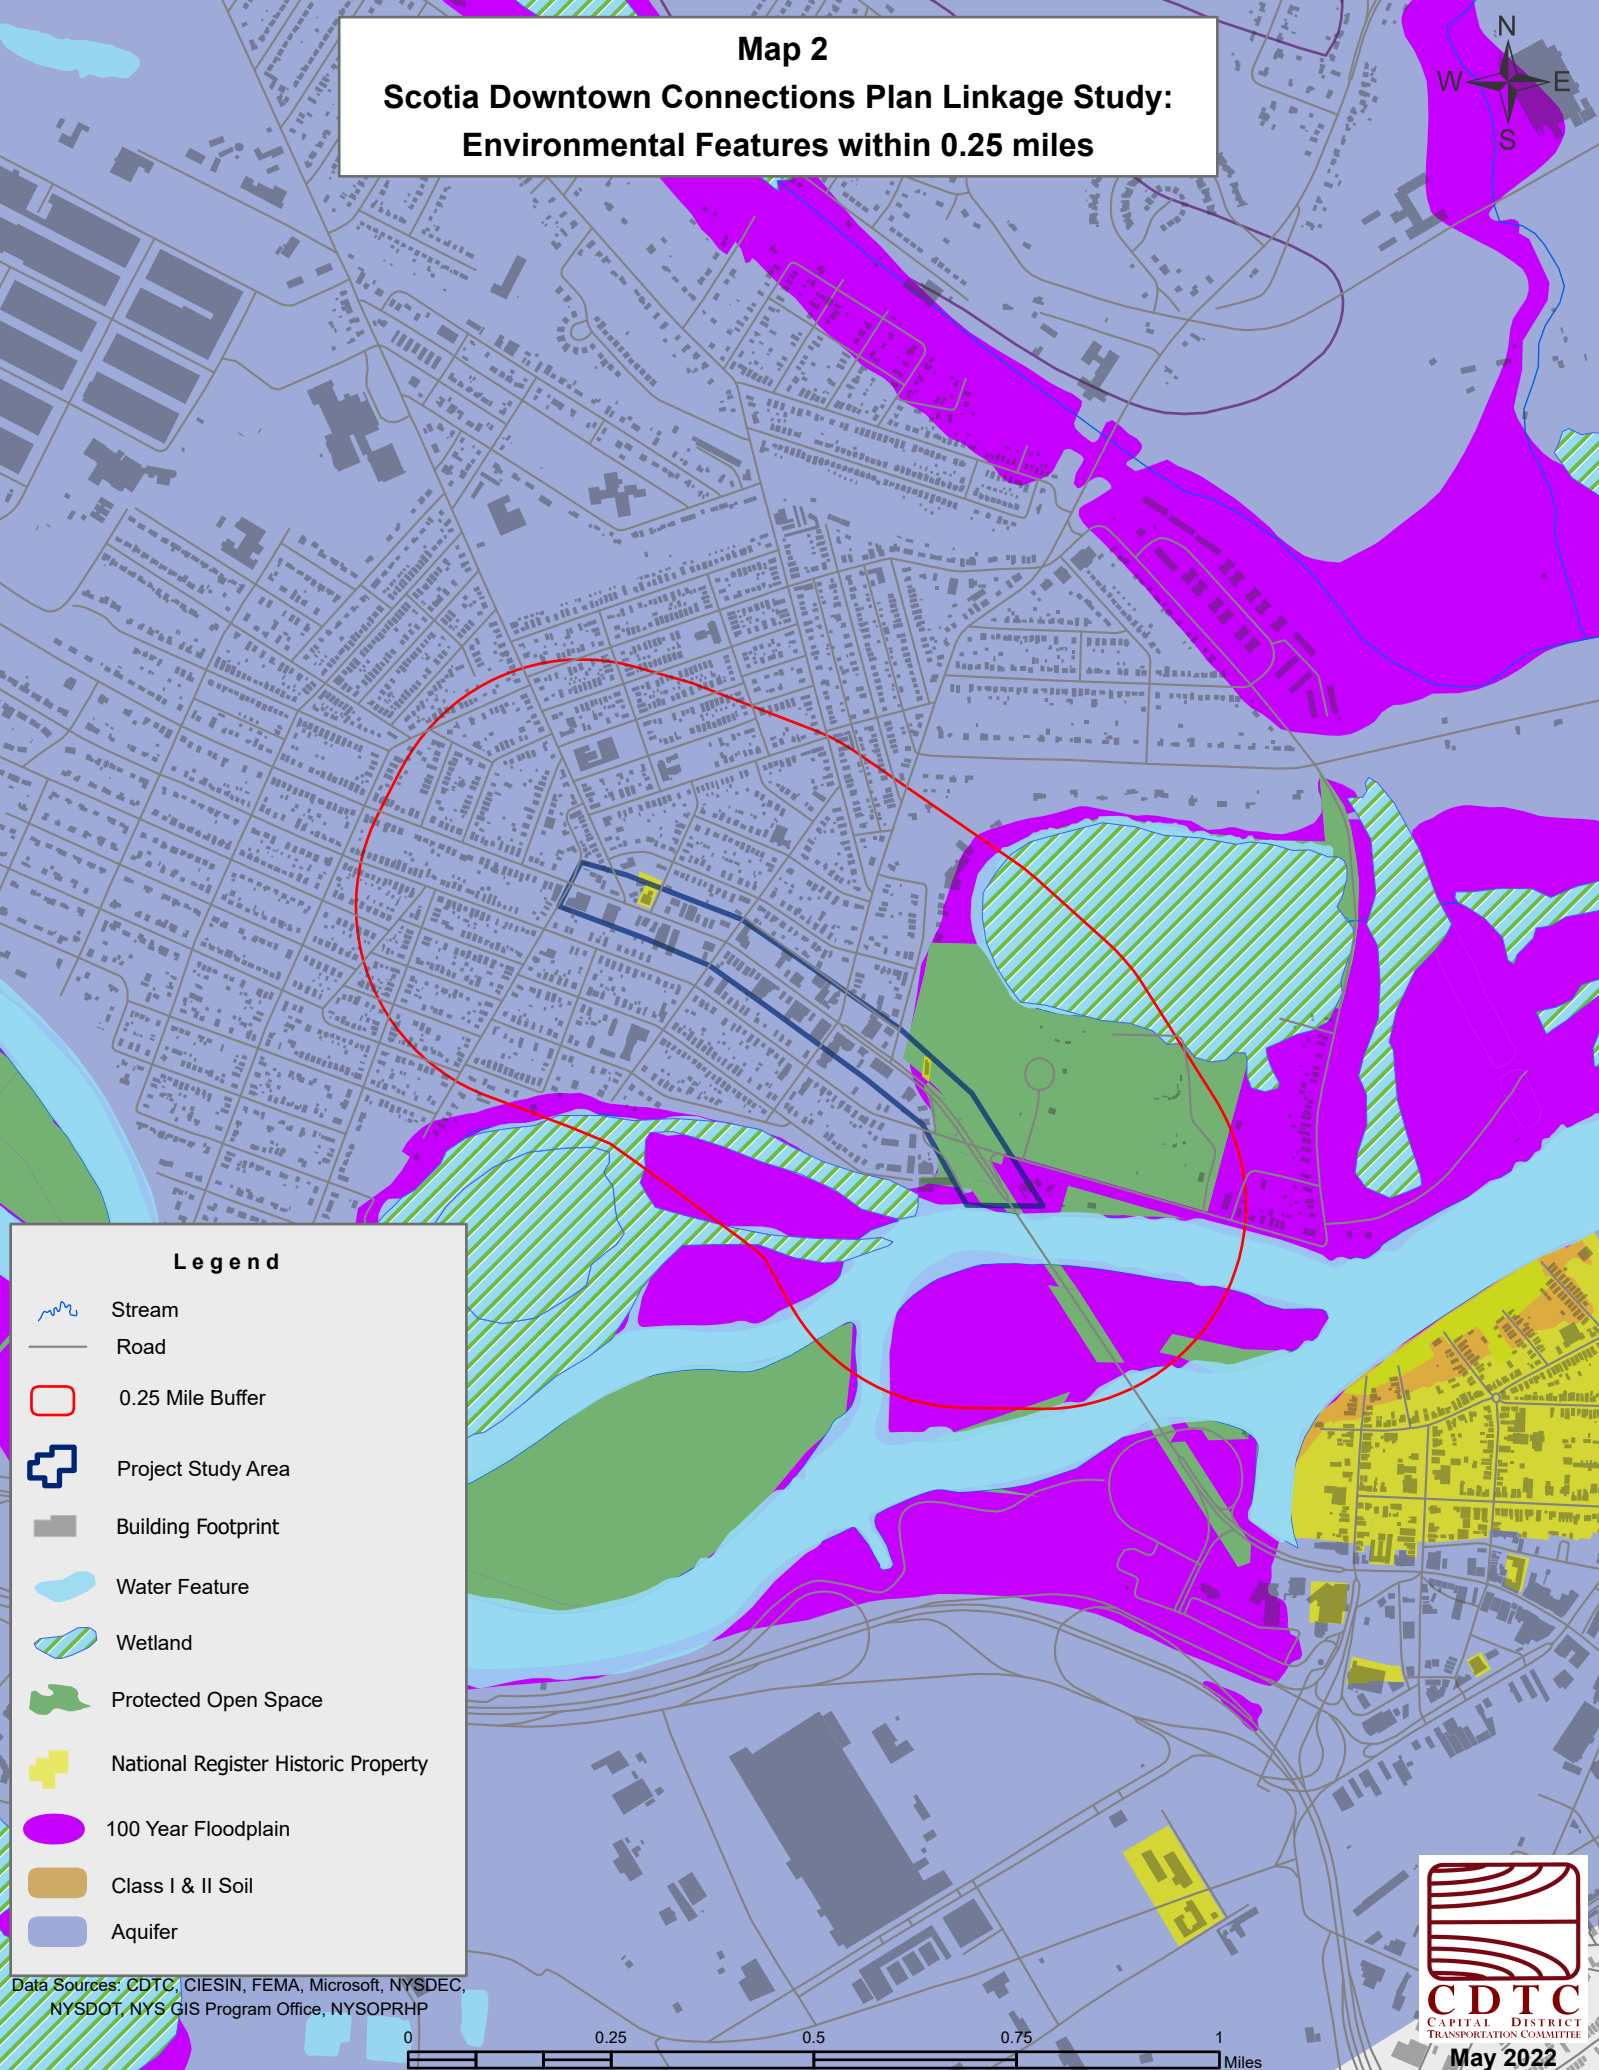 Map 2
Scotia Downtown Connections Plan Linkage Study:
Environmental Features within 0.25 miles
N
W E
S
Legend
Stream
Road
0.25 Mile Buffer
Project Study Area
Building Footprint
Water Feature
Wetland
Protected Open Space
National Register Historic Property
100 Year Floodplain
Class I & II Soil
Aquifer
Data Sources: CDTC, CIESIN, FEMA, Microsoft, NYSDEC,
NYSDOT, NYS GIS Program Office, NYSOPRHP
0 0.25 0.5 0.75 1
Miles
CDTC
CAPITAL DISTRICT
TRANSPORTATION COMMITTEE
May 2022